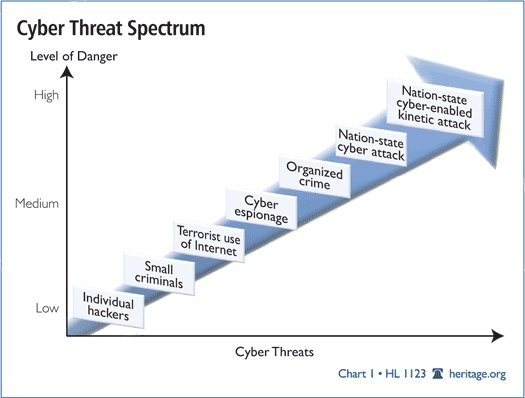 Cyber Threat Spectrum
Level of Danger
High
Nation-state
cyber-enabled
kinetic attack
Nation-state
cyber attack
Organized
crime
Medium
Cyber
espionage
Terrorist use
of Internet
Small
criminals
Low
Individual
hackers
Cyber Threats
Chart 1 • HL 1123 heritage.org